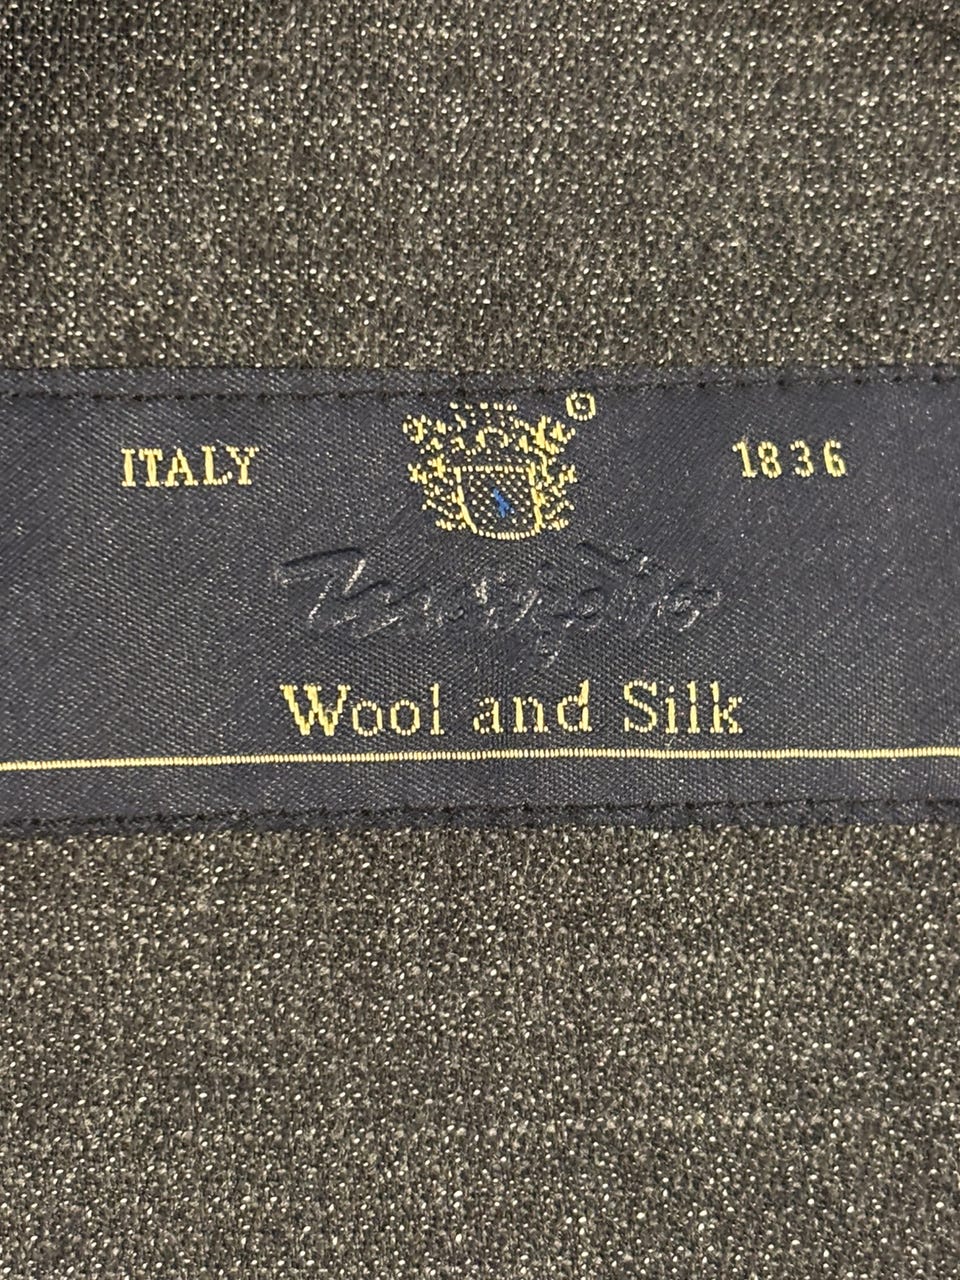 ITALY 1836
Wool and Silk